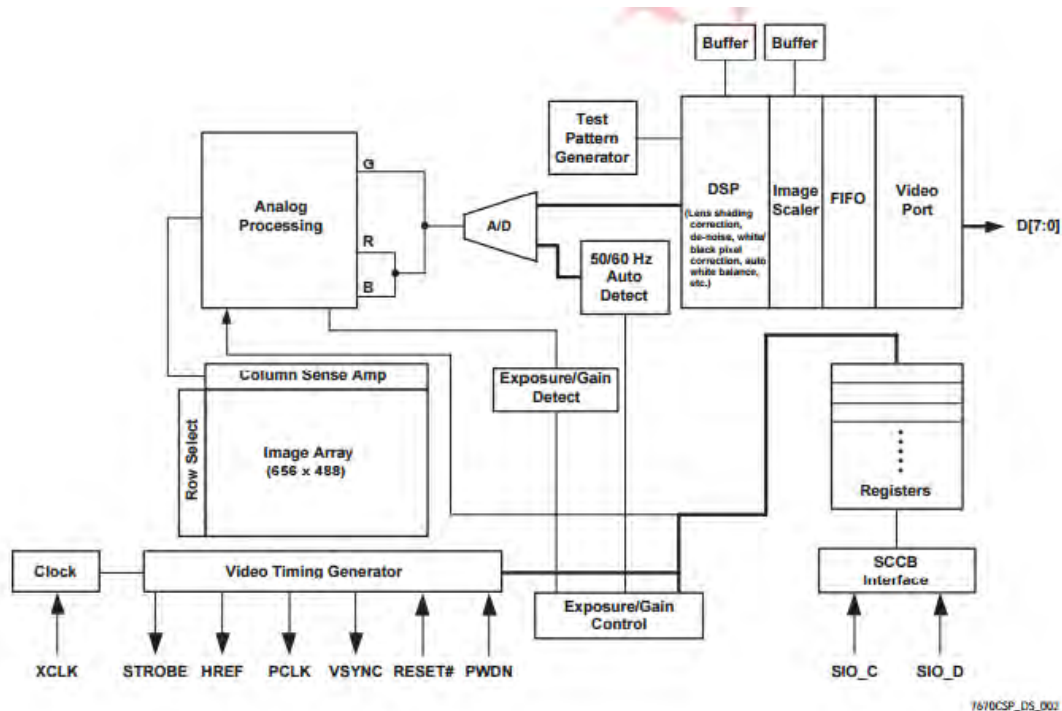 Buffer
Buffer
Test
Pattern
Generator
DSP
(Lens shading
correction,
de-noise, white/
black pixel
correction, auto
white balance,
etc.)
Image
Scaler
FIFO
Video
Port
D[7:0]
Analog
Processing
G
R
B
A/D
50/60 Hz
Auto
Detect
Column Sense Amp
Exposure/Gain
Detect
Row Select
Image Array
(656 x 488)
Registers
Clock
Video Timing Generator
Exposure/Gain
Control
SCCB
Interface
XCLK
STROBE
HREF
PCLK
VSYNC
RESET#
PWDN
SIO_C
SIO_D
7670CSP_DS_002